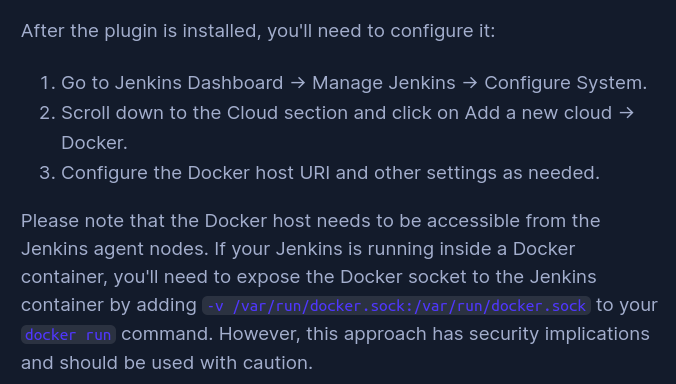 After the plugin is installed, you'll need to configure it:
1. Go to Jenkins Dashboard → Manage Jenkins → Configure System.
2. Scroll down to the Cloud section and click on Add a new cloud →
Docker.
3. Configure the Docker host URI and other settings as needed.
Please note that the Docker host needs to be accessible from the
Jenkins agent nodes. If your Jenkins is running inside a Docker
container, you'll need to expose the Docker socket to the Jenkins
container by adding -v /var/run/docker.sock:/var/run/docker.sock to your
docker run command. However, this approach has security implications
and should be used with caution.